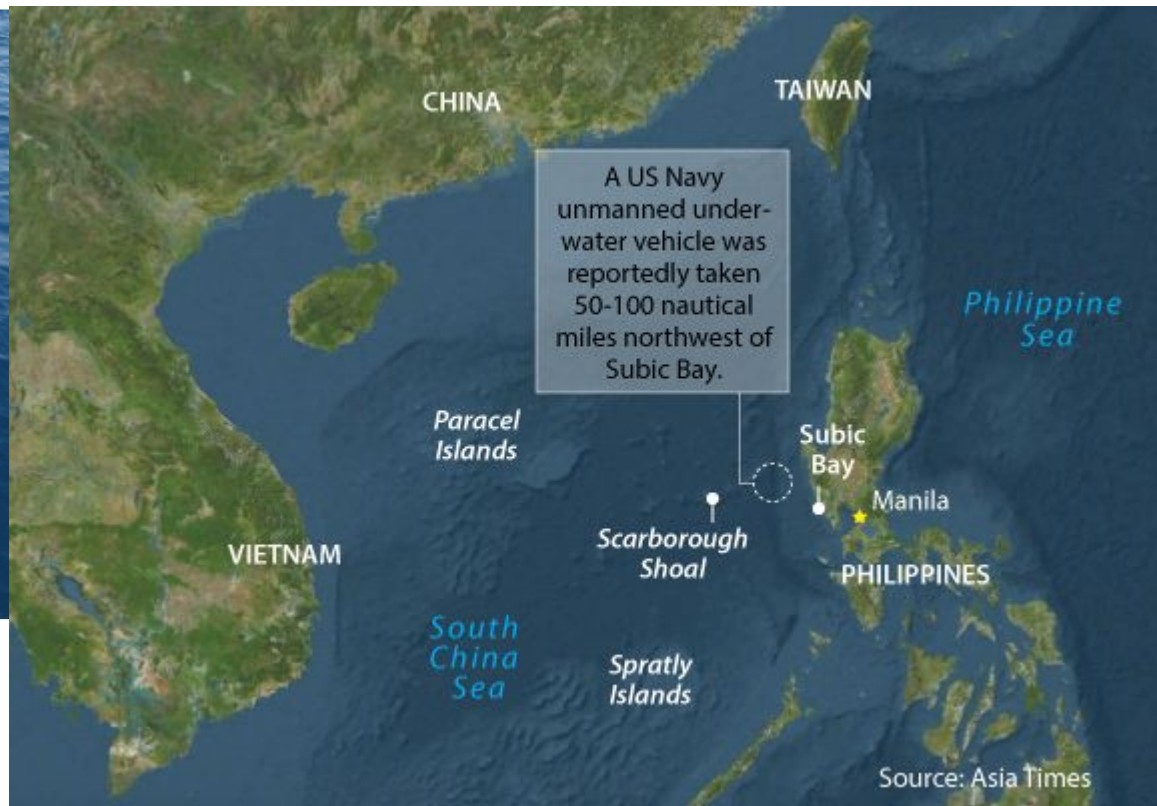 CHINA
TAIWAN
A US Navy
unmanned under-
water vehicle was
reportedly taken
50-100 nautical
miles northwest of
Subic Bay.
Philippine
Sea
Paracel
Islands
Subic
Bay
Manila
Scarborough
Shoal
VIETNAM
PHILIPPINES
South
China
Sea
Spratly
Islands
Source: Asia Times